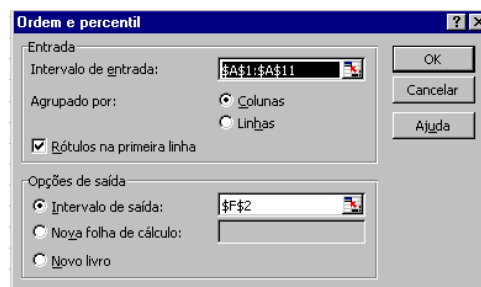 Ordem e percentil
Entrada
Intervalo de entrada: $A$1:$A$11
Agrupado por: Colunas
Linhas
Rótulos na primeira linha
OK
Cancelar
Ajuda
Opções de saída
Intervalo de saída: $F$2
Nova folha de cálculo:
Novo livro